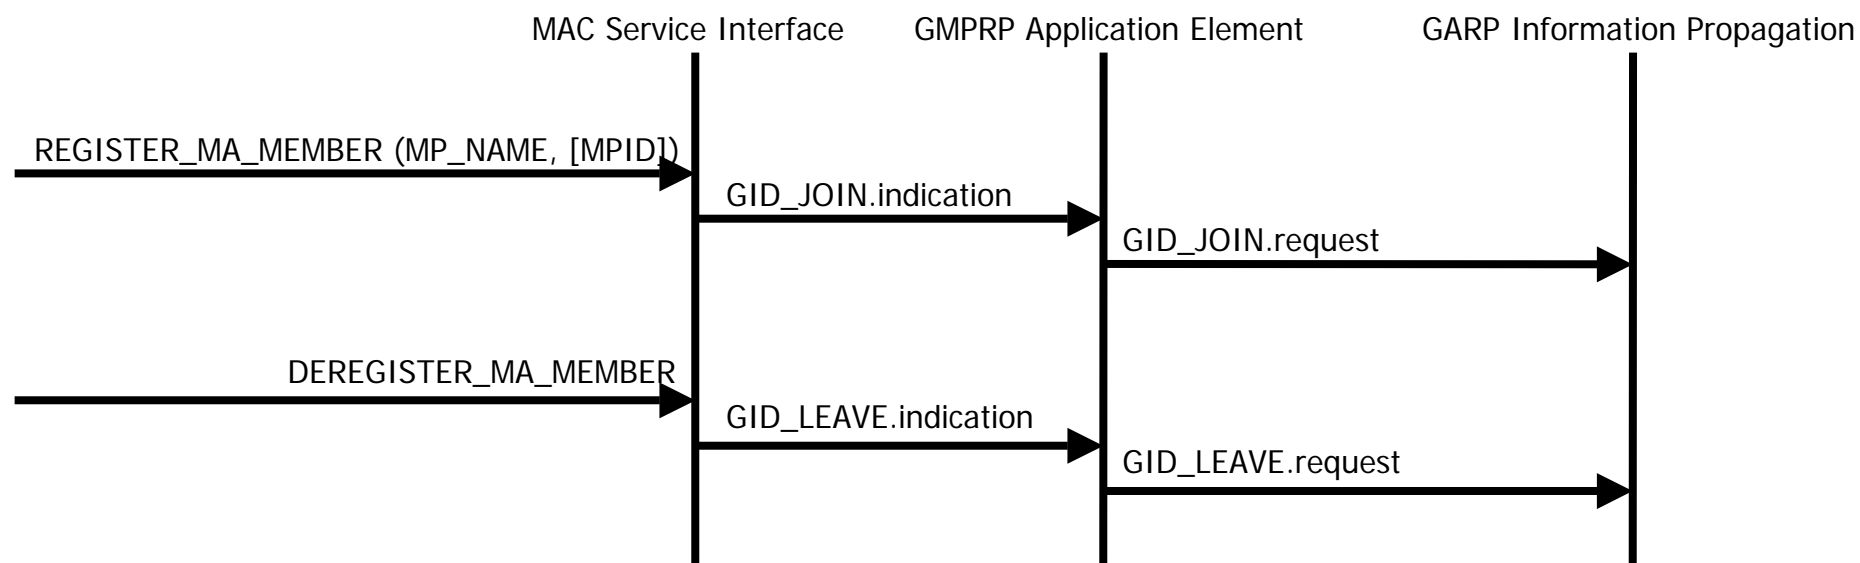 MAC Service Interface
GMPRP Application Element
GARP Information Propagation
REGISTER_MA_MEMBER (MP_NAME, [MPID])
GID_JOIN.indication
GID_JOIN.request
DEREGISTER_MA_MEMBER
GID_LEAVE.indication
GID_LEAVE.request